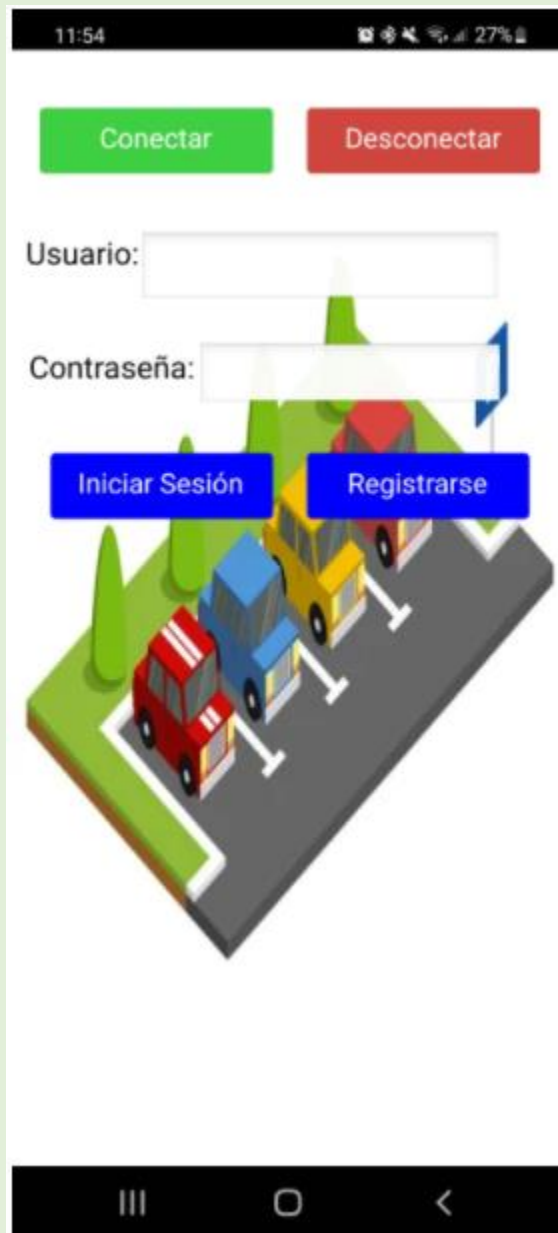 11:54 27%
Conectar Desconectar
Usuario:
Contraseña:
Iniciar Sesión Registrarse